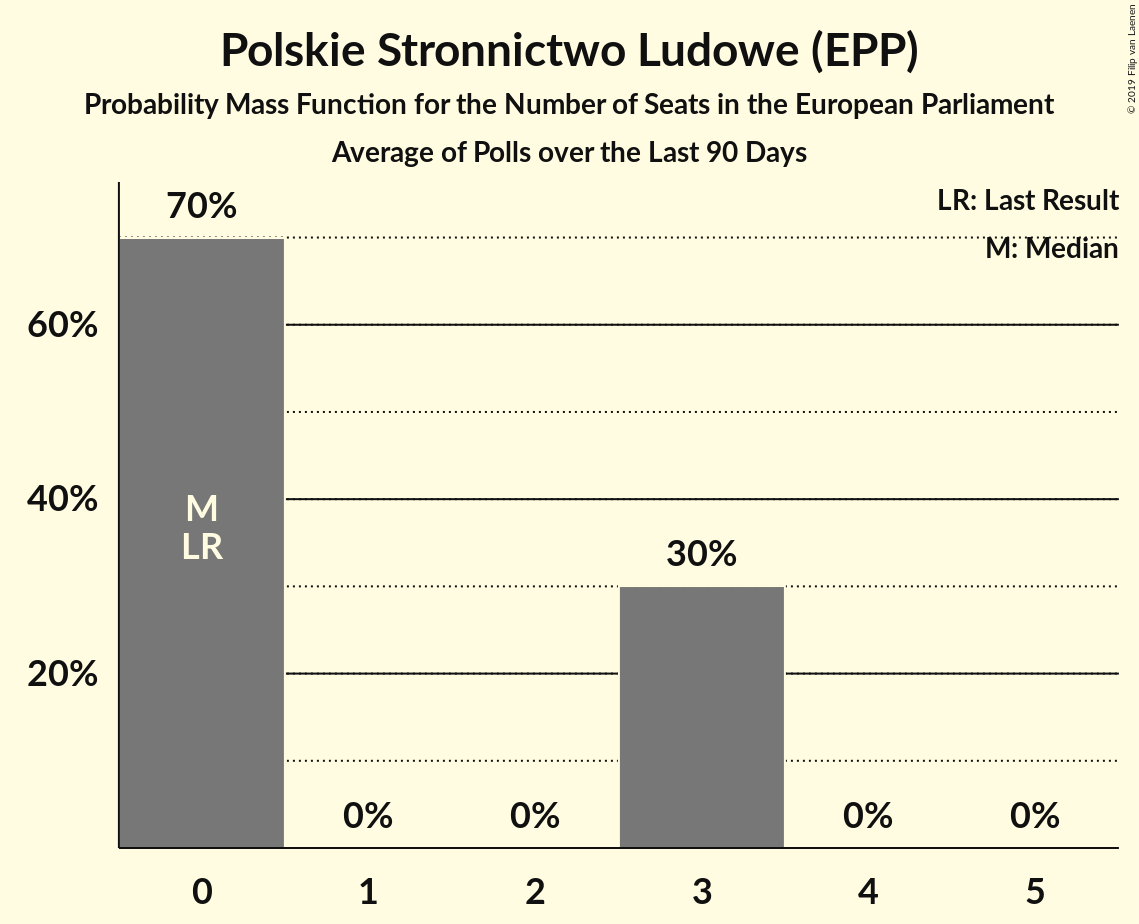 Polskie Stronnictwo Ludowe (EPP)
Probability Mass Function for the Number of Seats in the European Parliament
Average of Polls over the Last 90 Days
© 2019 Filip van Laenen
LR: Last Result
M: Median
70%
60%
40%
20%
M
LR
0%
0%
30%
0%
0%
0 1 2 3 4 5